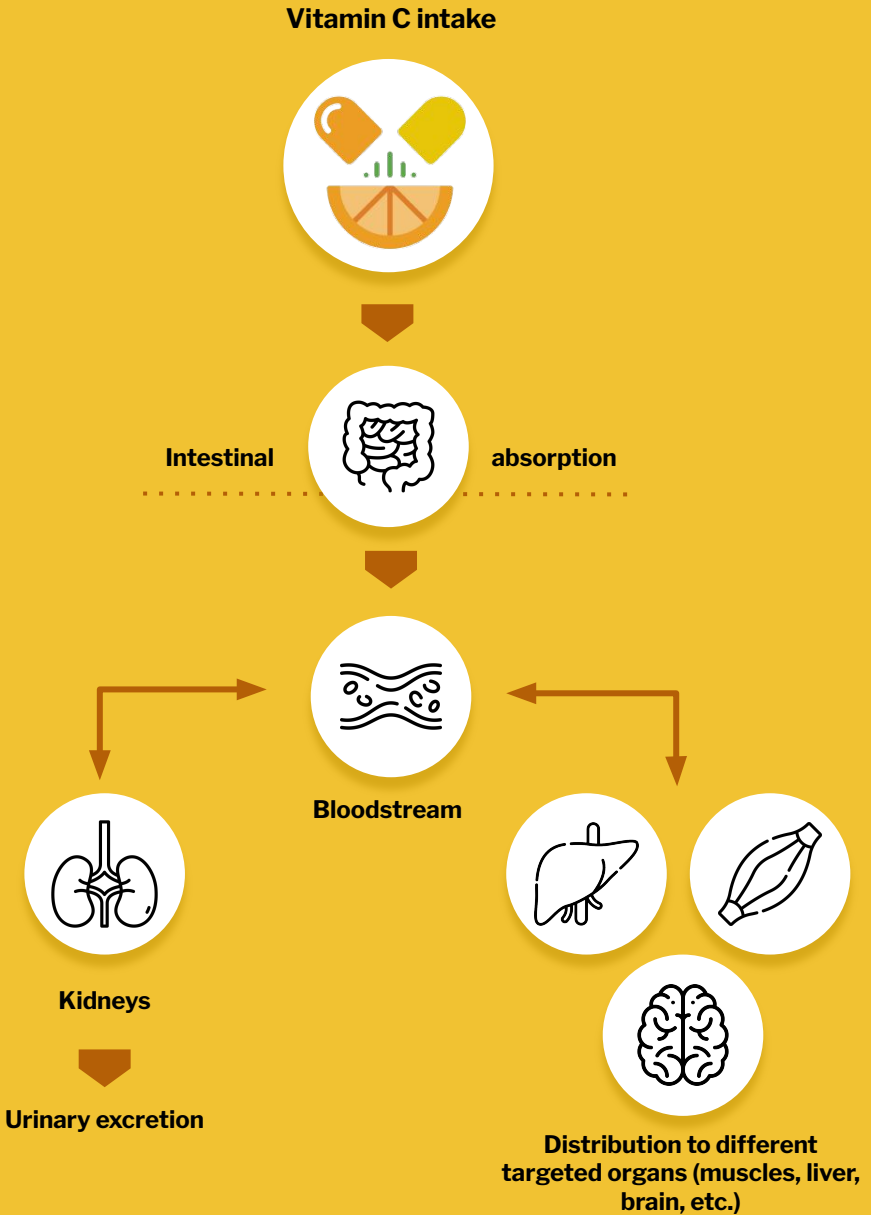 Vitamin C intake
Intestinal absorption
Bloodstream
Kidneys
Urinary excretion
Distribution to different
targeted organs (muscles, liver,
brain, etc.)